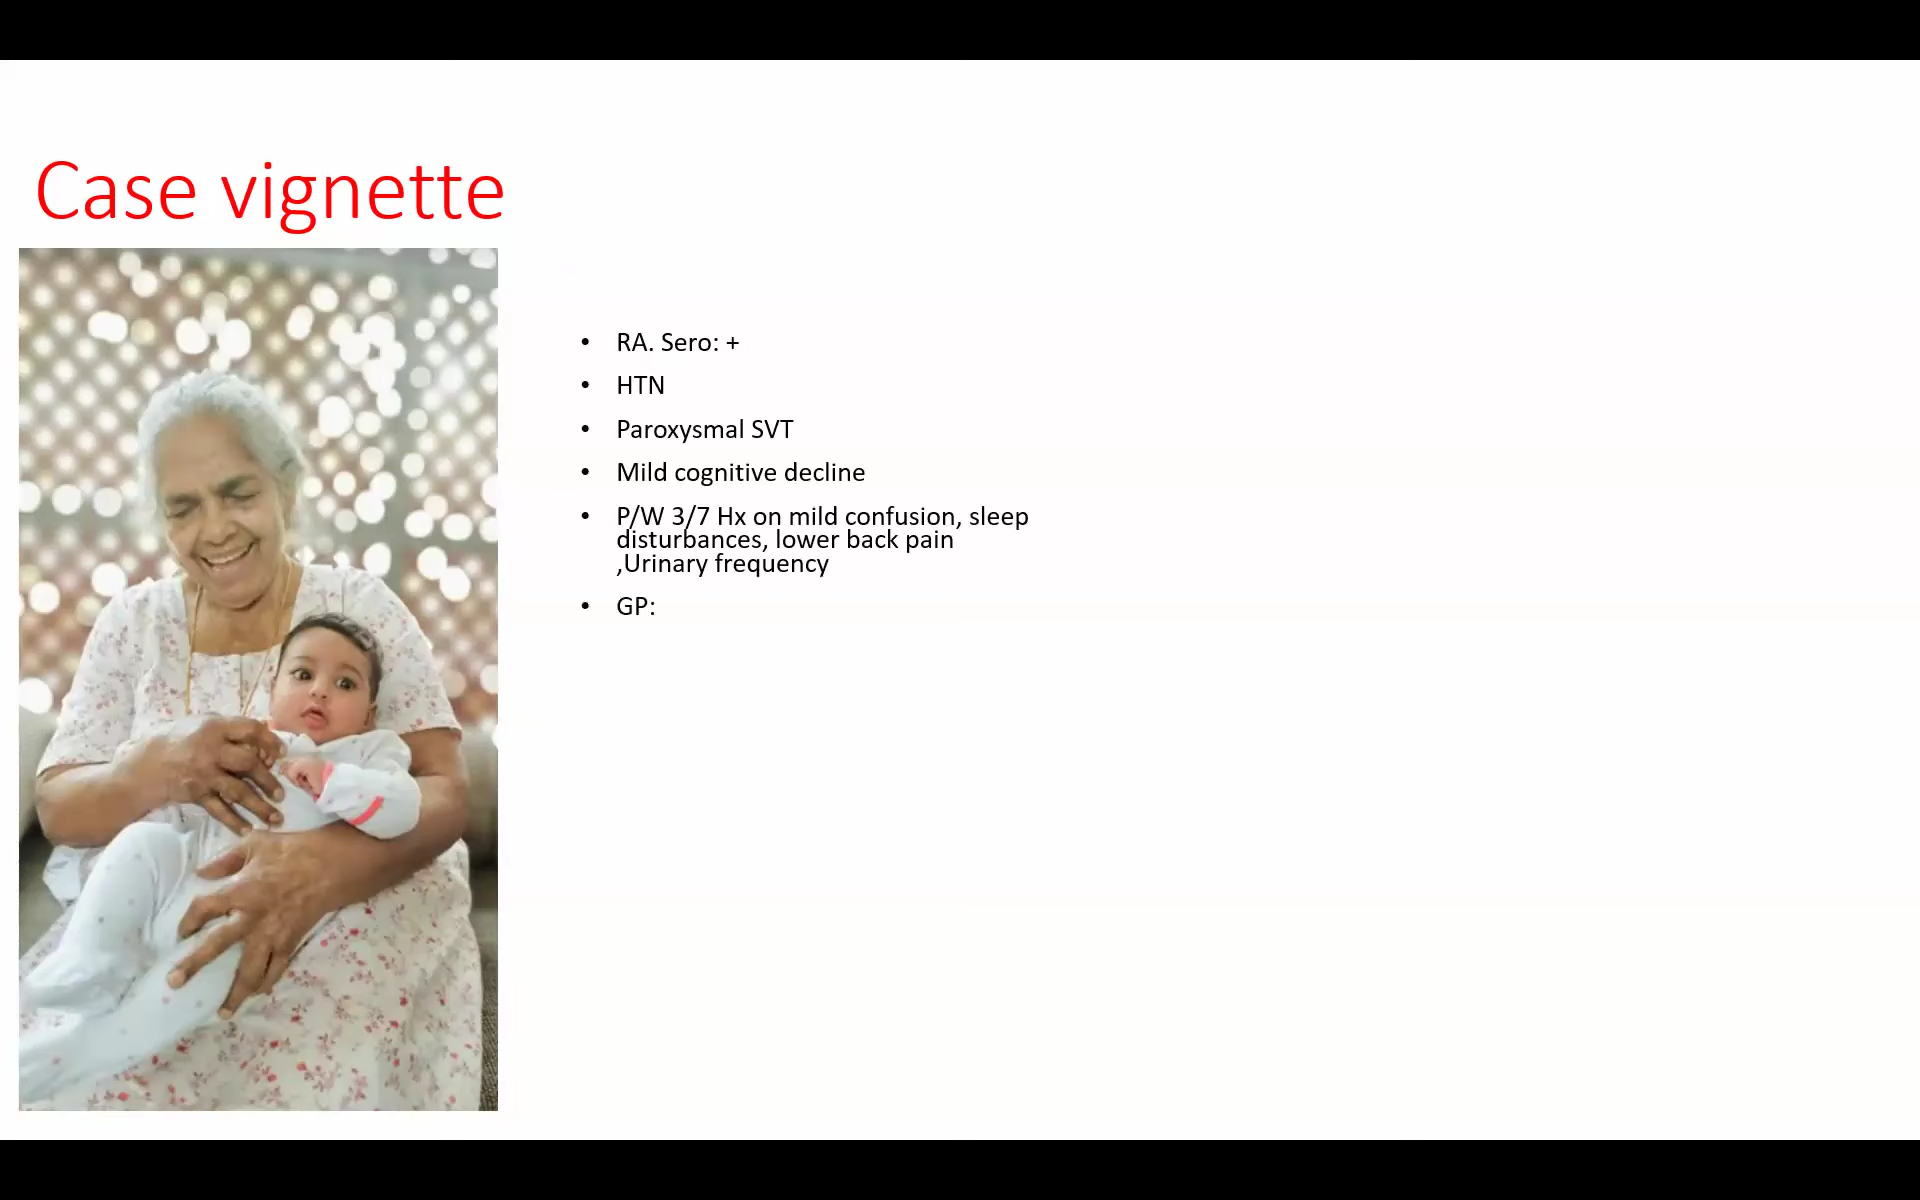 Case vignette
• RA. Sero: +
• HTN
• Paroxysmal SVT
• Mild cognitive decline
• P/W 3/7 Hx on mild confusion, sleep
disturbances, lower back pain
,Urinary frequency
• GP: